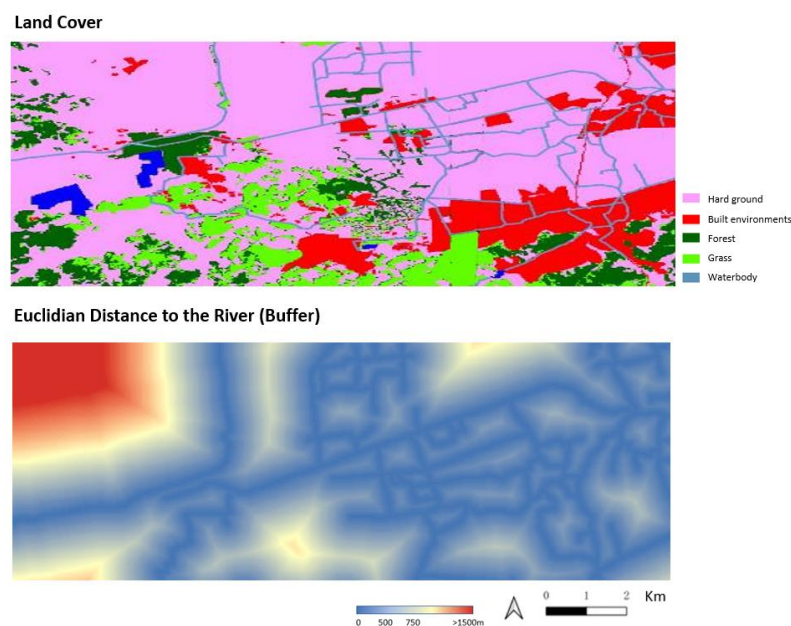 Land Cover
Hard ground
Built environments
Forest
Grass
Waterbody
Euclidian Distance to the River (Buffer)
0 500 750 >1500m
0 1 2 Km